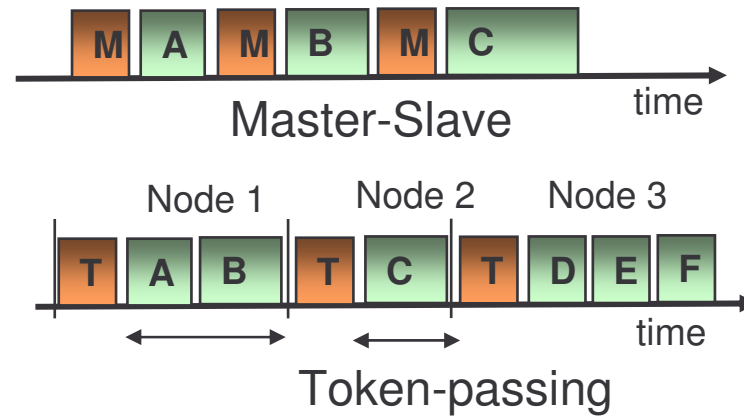 M A M B M C
time
Master-Slave
Node 1 Node 2 Node 3
T A B T C T D E F
time
Token-passing